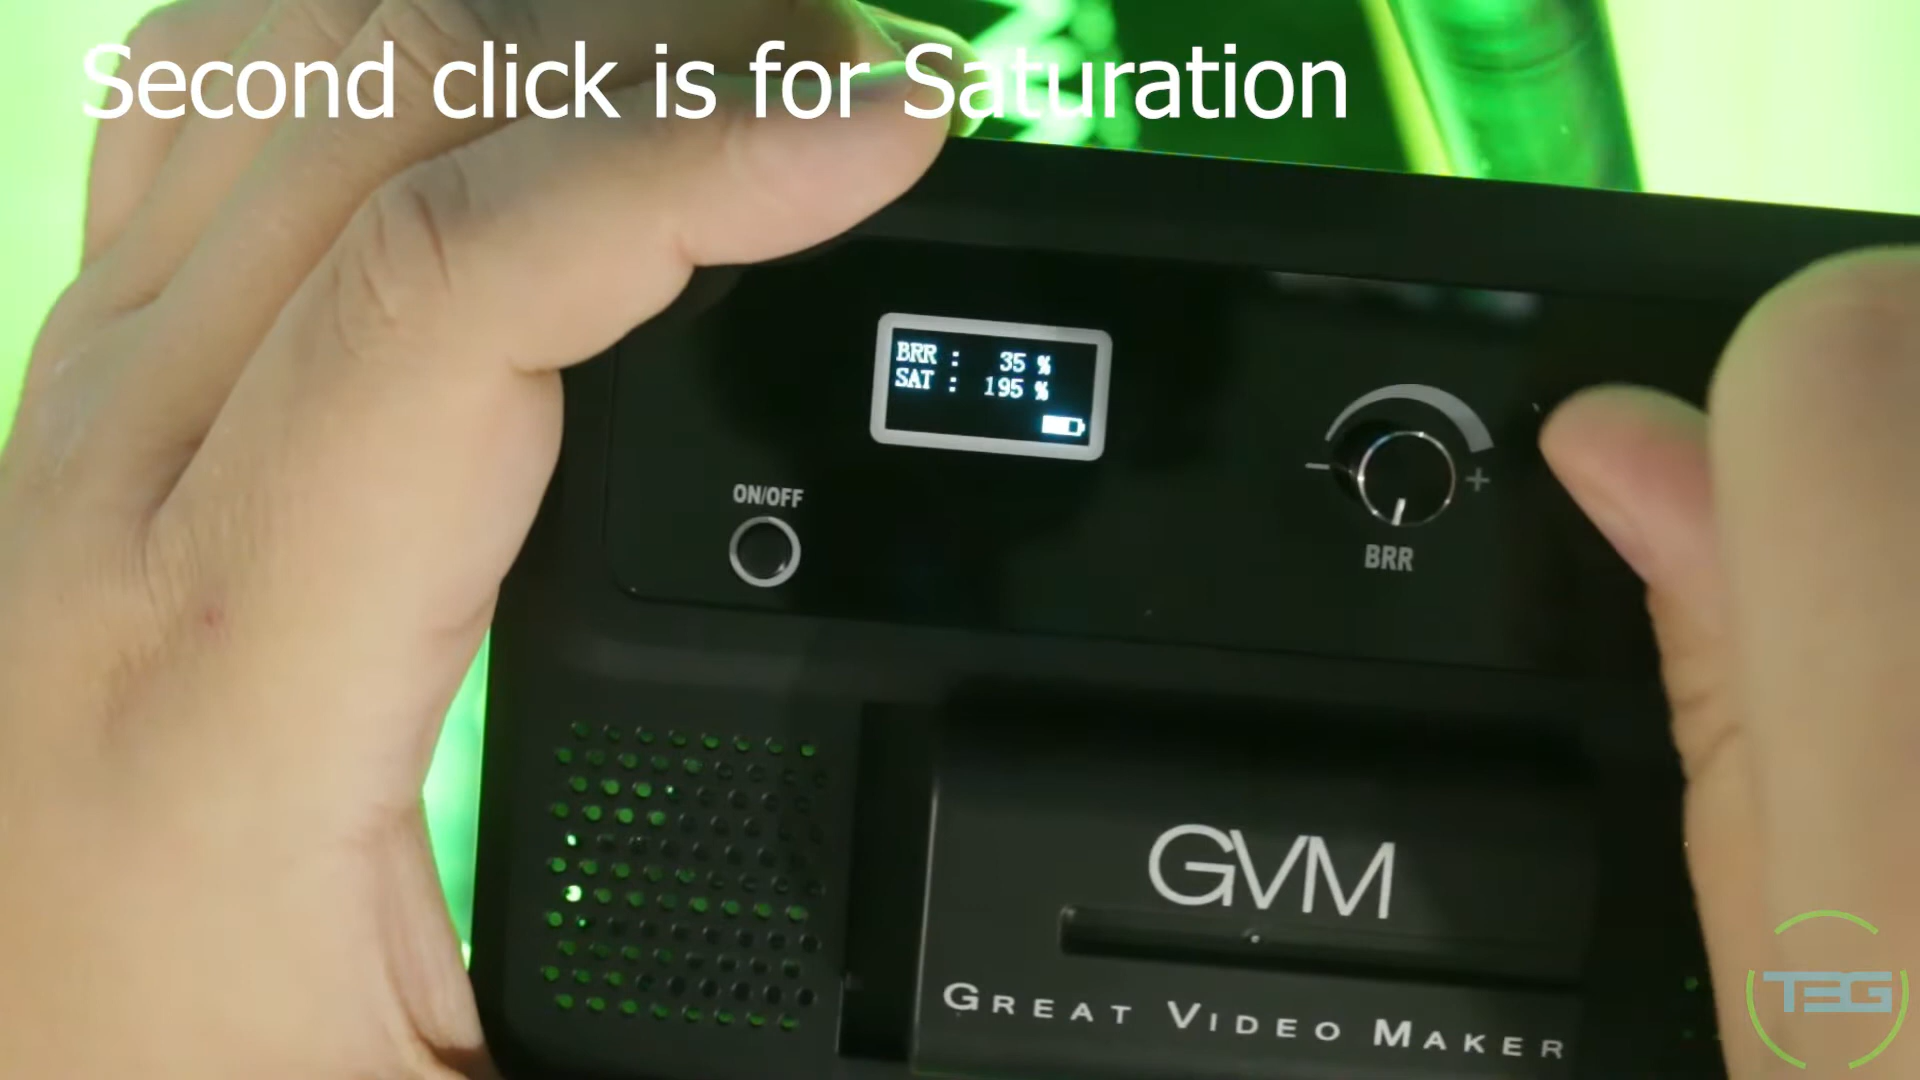 Second click is for Saturation
BRR : 35 %
SAT : 195 %
ON/OFF
− +
BRR
GVM
GREAT VIDEO MAKER
TEG